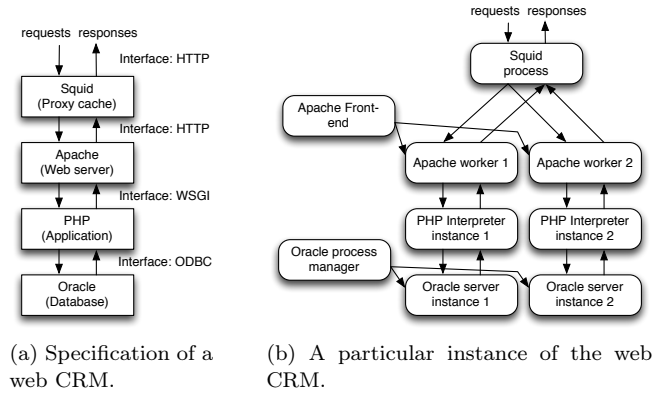 requests responses
Interface: HTTP
Squid
(Proxy cache)
Interface: HTTP
Apache
(Web server)
Interface: WSGI
PHP
(Application)
Interface: ODBC
Oracle
(Database)
(a) Specification of a
web CRM.
requests responses
Squid
process
Apache Front-
end
Apache worker 1
Apache worker 2
PHP Interpreter
instance 1
PHP Interpreter
instance 2
Oracle process
manager
Oracle server
instance 1
Oracle server
instance 2
(b) A particular instance of the web
CRM.